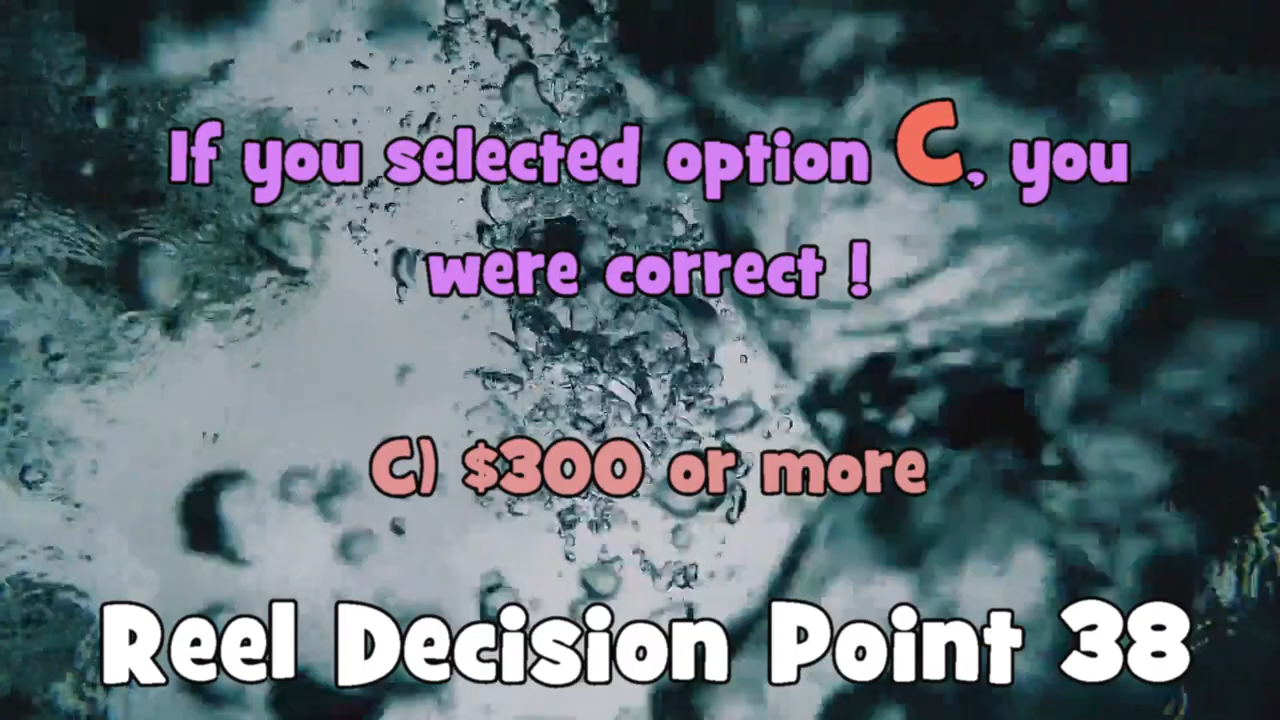 If you selected option C, you
were correct !
C) $300 or more
Reel Decision Point 38